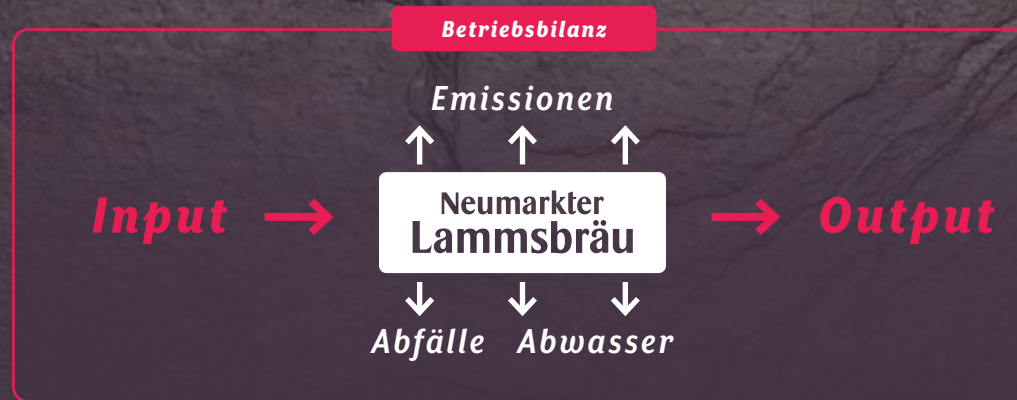 Betriebsbilanz
Emissionen
Input
Neumarkter
Lammsbräu
Output
Abfälle Abwasser